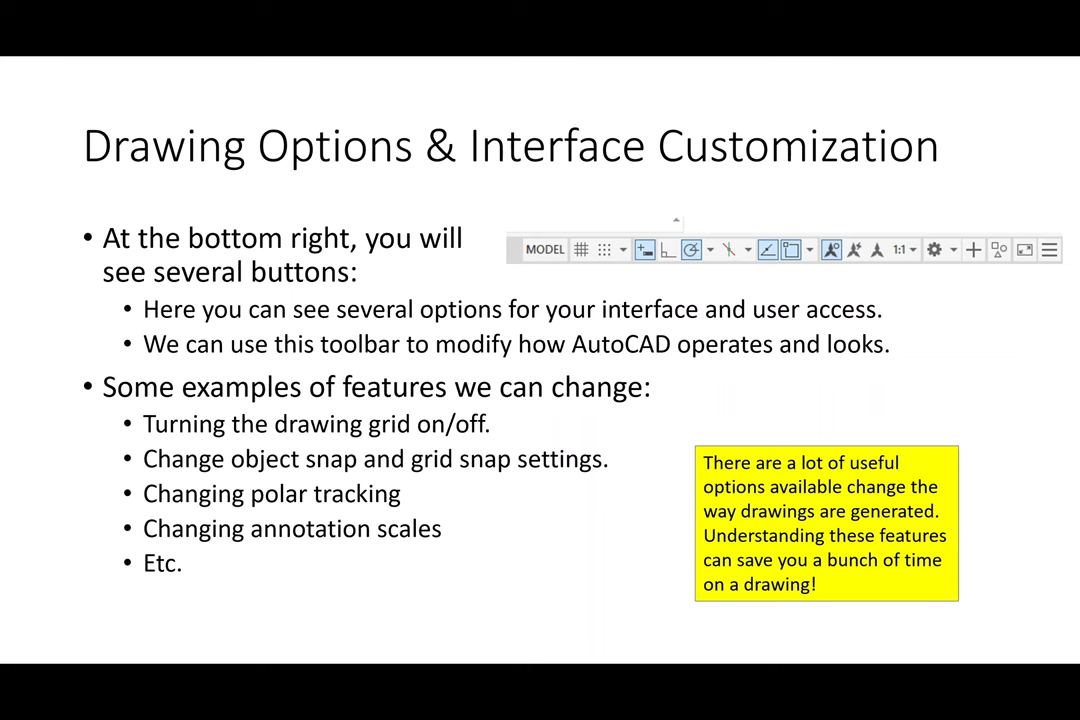 Drawing Options & Interface Customization
• At the bottom right, you will
see several buttons:
MODEL
1:1
• Here you can see several options for your interface and user access.
• We can use this toolbar to modify how AutoCAD operates and looks.
• Some examples of features we can change:
• Turning the drawing grid on/off.
• Change object snap and grid snap settings.
• Changing polar tracking
• Changing annotation scales
• Etc.
There are a lot of useful
options available change the
way drawings are generated.
Understanding these features
can save you a bunch of time
on a drawing!